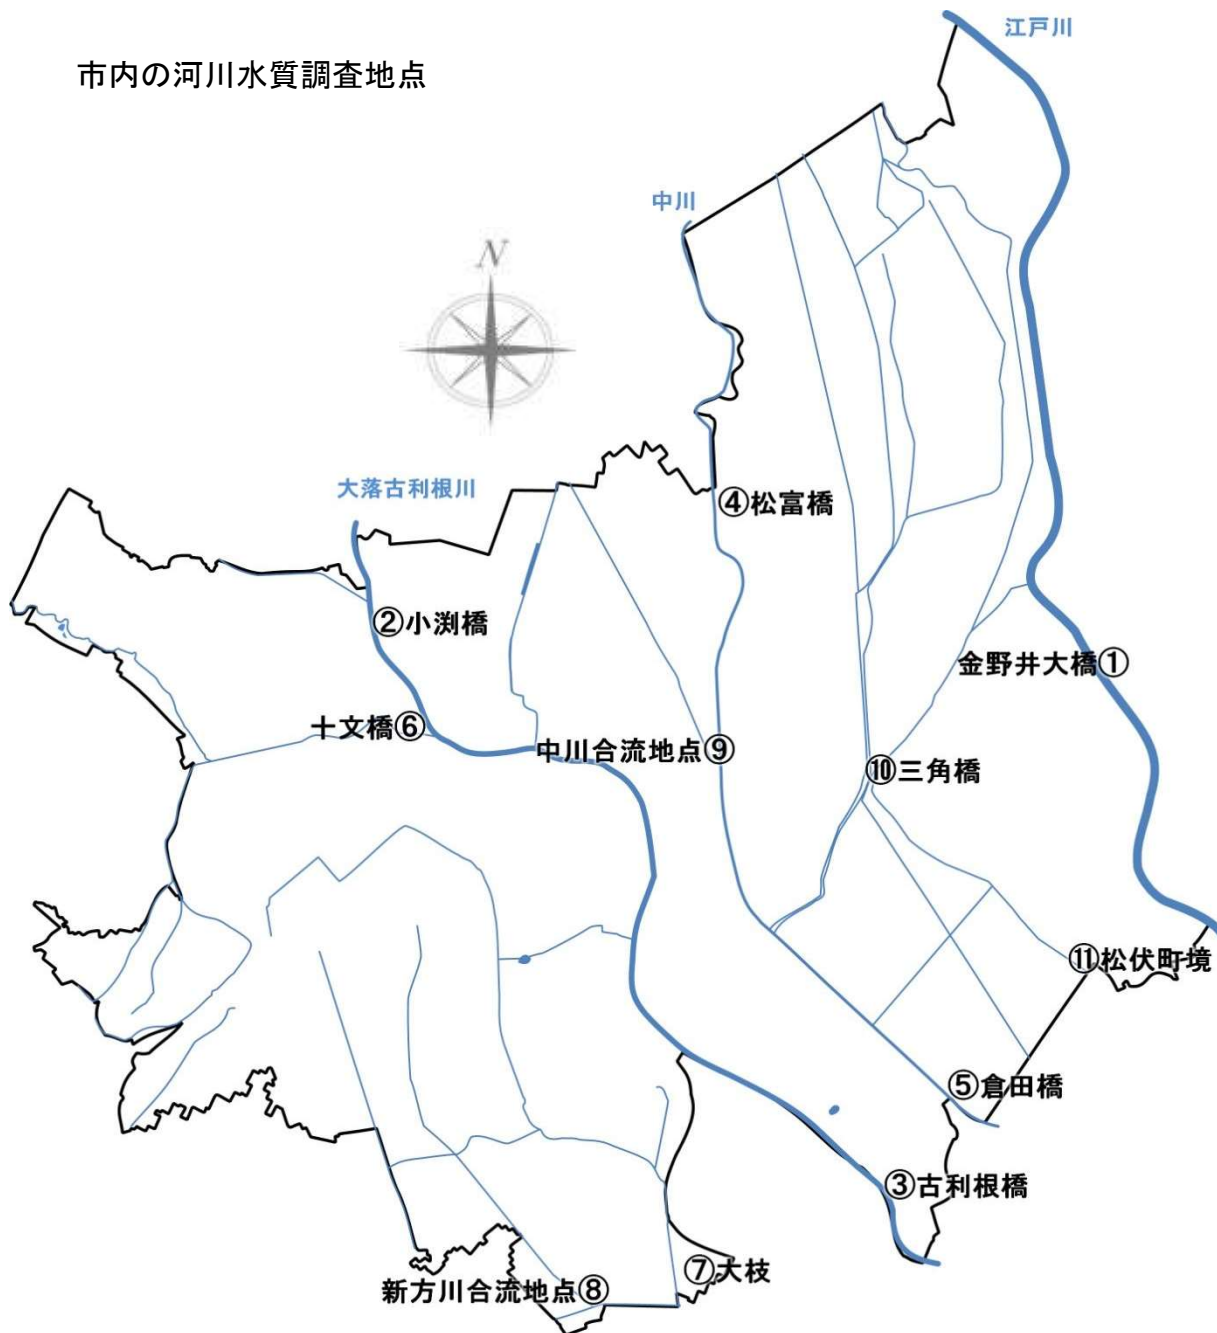 江戸川
市内の河川水質調査地点
中川
N
大落古利根川
④松富橋
②小渕橋
金野井大橋①
十文橋⑥
中川合流地点⑨
⑩三角橋
⑪松伏町境
⑤倉田橋
③古利根橋
⑦大枝
新方川合流地点⑧